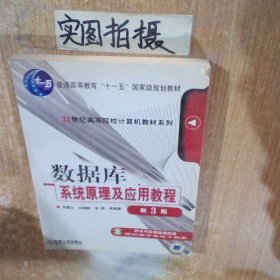 实图拍摄
十一五
普通高等教育"十一五"国家级规划教材
21世纪高等院校计算机教材系列
数据库
系统原理及应用教程
第3版